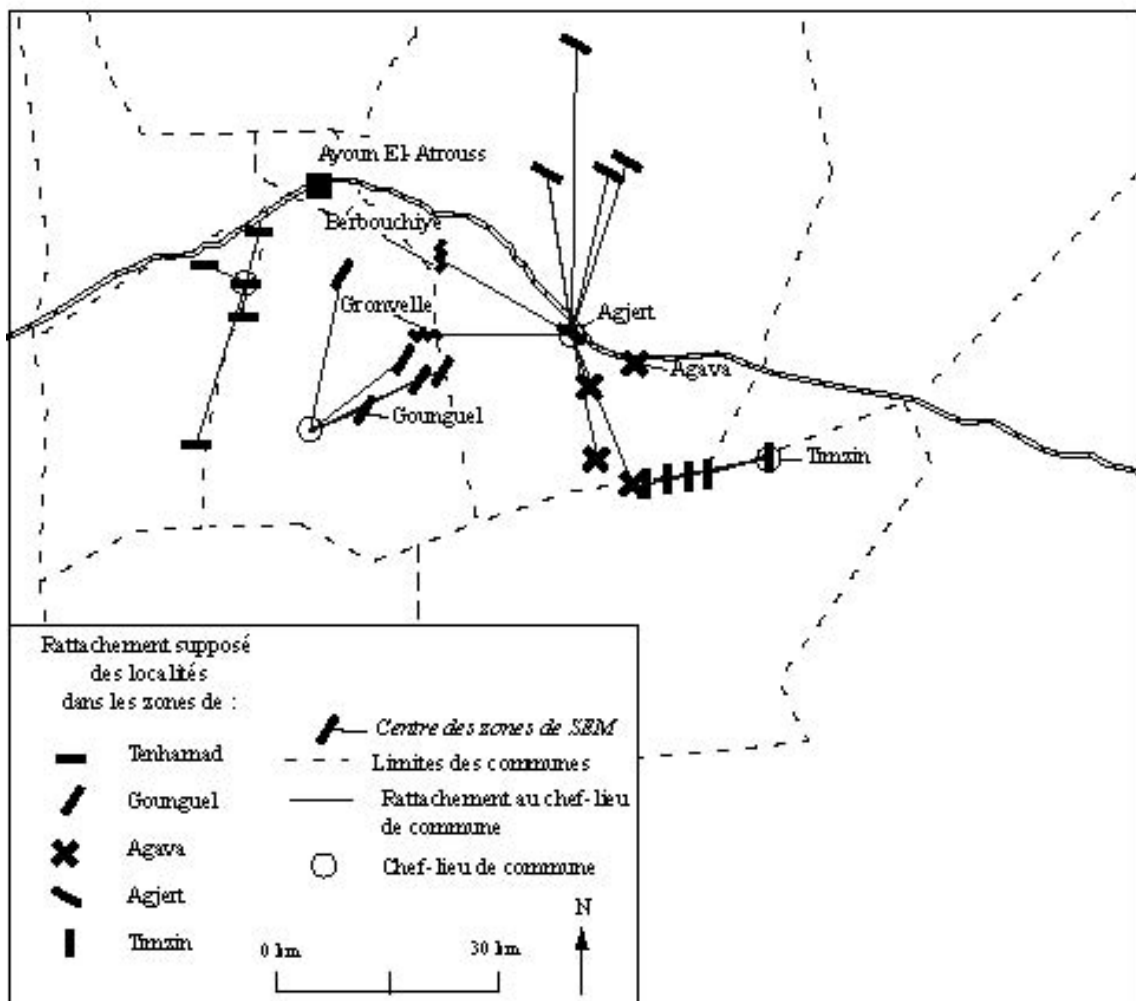 Ayoun El-Atrouss
Berbouchiye
Gronvelle
Agjert
Agava
Gounguel
Timzin
Rattachement supposé
des localités
dans les zones de :
Tenhamad
Gounguel
Agava
Agjert
Timzin
Centre des zones de SEM
Limites des communes
Rattachement au chef-lieu
de commune
Chef-lieu de commune
N
0 km
30 km